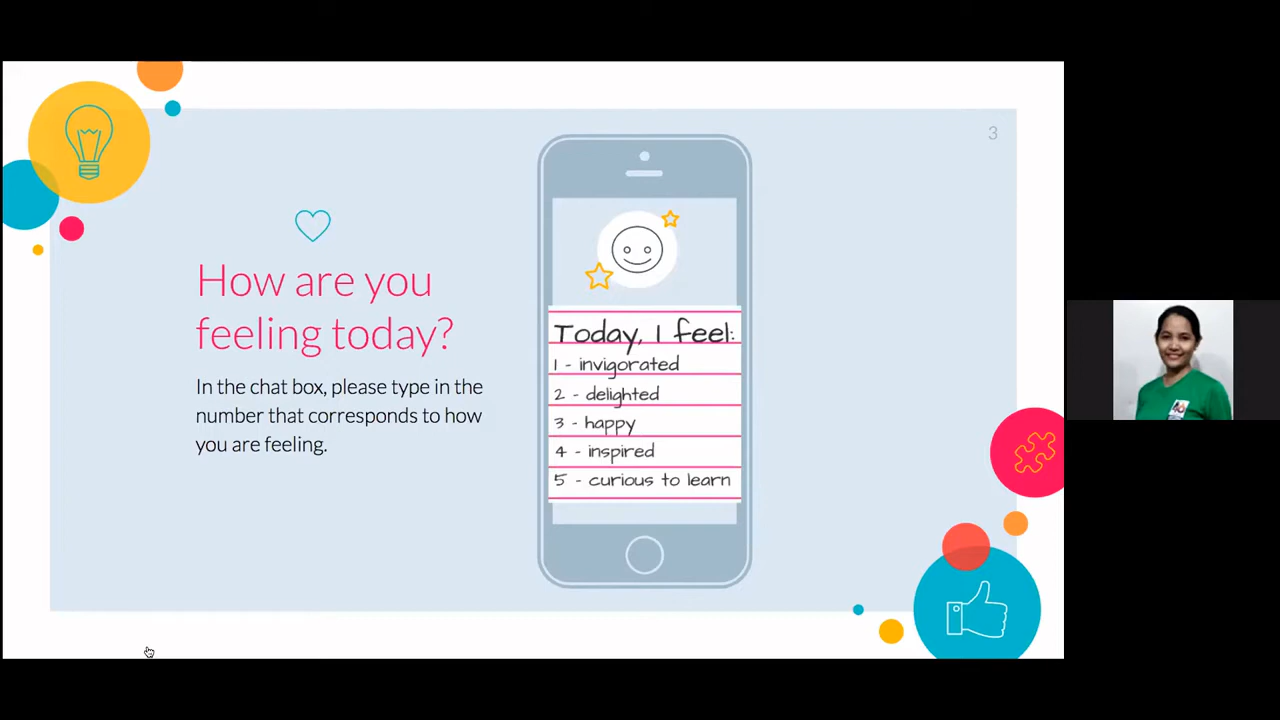 3
How are you
feeling today?
In the chat box, please type in the
number that corresponds to how
you are feeling.
Today, I feel:
1 - invigorated
2 - delighted
3 - happy
4 - inspired
5 - curious to learn